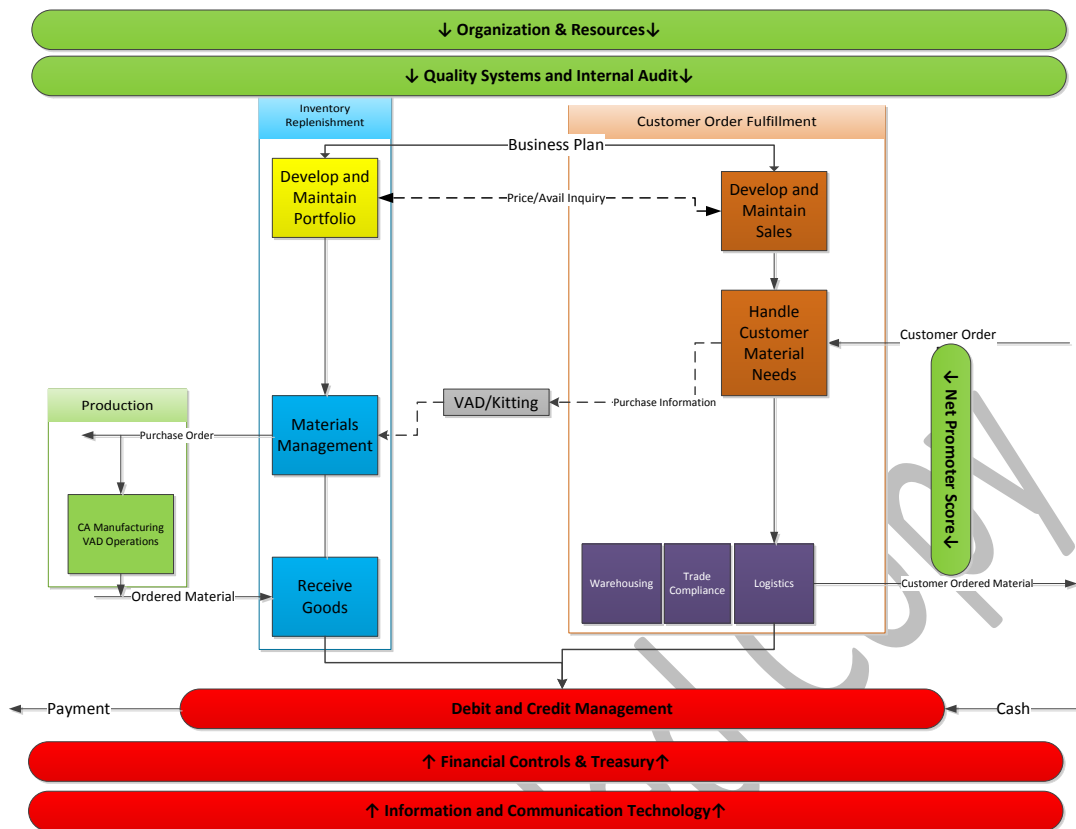 ↓ Organization & Resources↓
↓ Quality Systems and Internal Audit↓
Inventory
Replenishment
Customer Order Fulfillment
Business Plan
Develop and
Maintain
Portfolio
Price/Avail Inquiry
Develop and
Maintain
Sales
Handle
Customer
Material
Needs
Customer Order
↓ Net Promoter Score↓
Production
VAD/Kitting
Purchase Information
Purchase Order
Materials
Management
CA Manufacturing
VAD Operations
Ordered Material
Receive
Goods
Warehousing
Trade
Compliance
Logistics
Customer Ordered Material
Payment
Debit and Credit Management
Cash
↑ Financial Controls & Treasury↑
↑ Information and Communication Technology↑
Copy